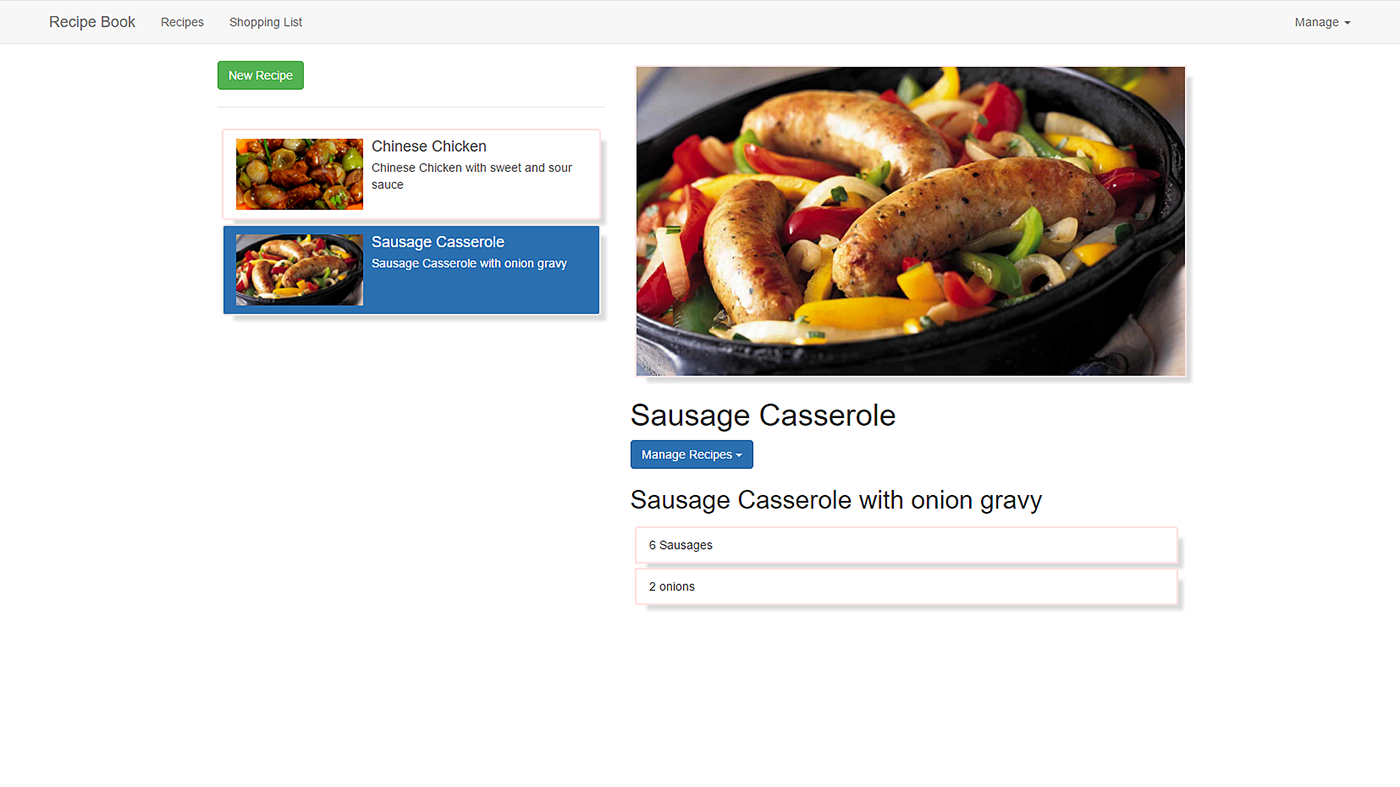 Recipe Book Recipes Shopping List Manage
New Recipe
Chinese Chicken
Chinese Chicken with sweet and sour
sauce
Sausage Casserole
Sausage Casserole with onion gravy
Sausage Casserole
Manage Recipes
Sausage Casserole with onion gravy
6 Sausages
2 onions